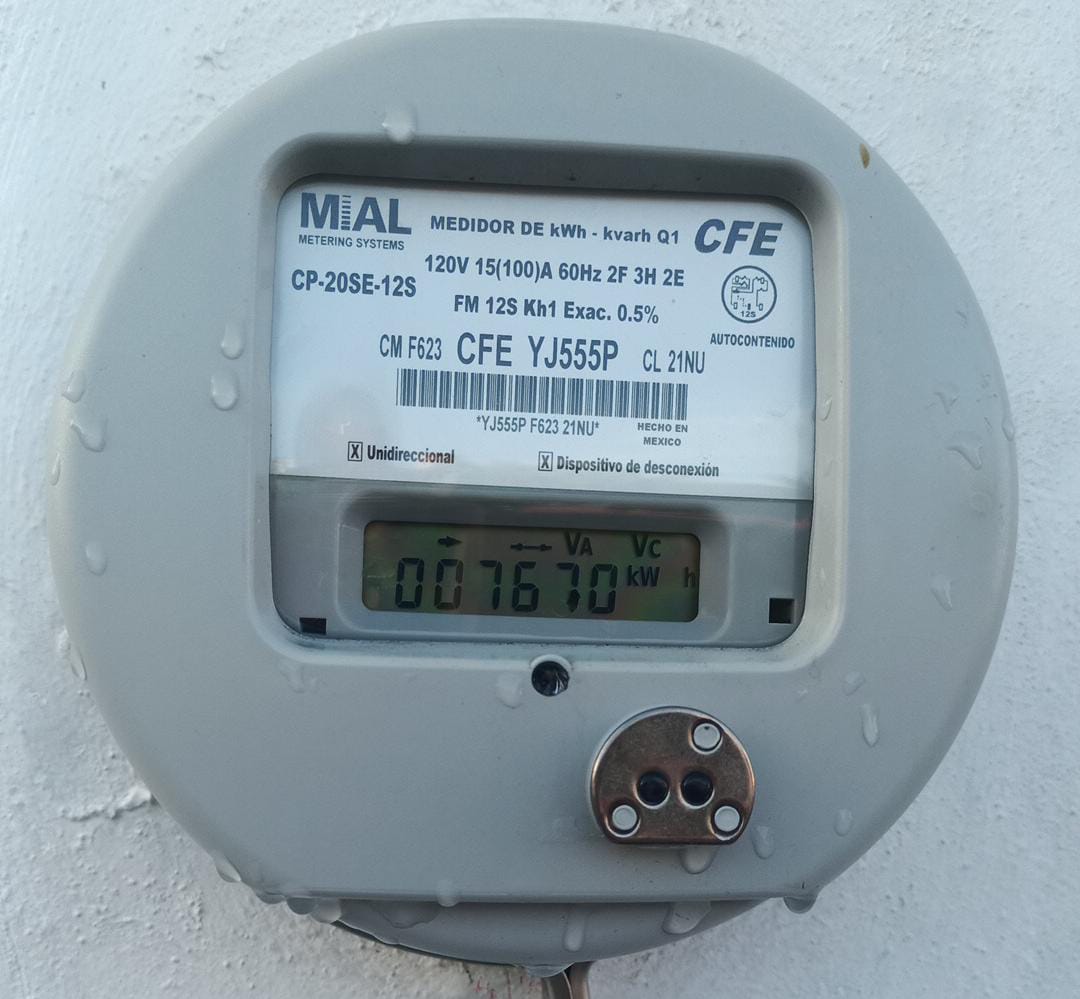 MIAL
METERING SYSTEMS
MEDIDOR DE kWh - kvarh Q1
CFE
CP-20SE-12S
120V 15(100)A 60Hz 2F 3H 2E
FM 12S Kh1 Exac. 0.5%
12S
AUTOCONTENIDO
CM F623 CFE YJ555P CL 21NU
*YJ555P F623 21NU*
HECHO EN
MEXICO
X Unidireccional
X Dispositivo de desconexión
VA VC
007670 kW h